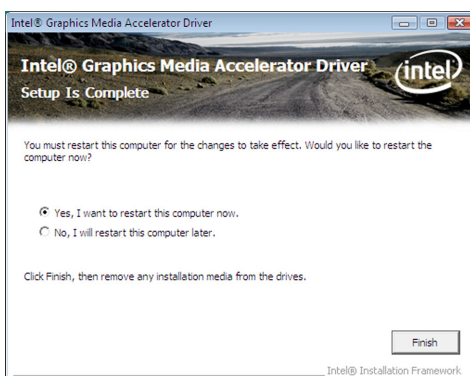 Intel® Graphics Media Accelerator Driver
Intel® Graphics Media Accelerator Driver
Setup Is Complete
intel
You must restart this computer for the changes to take effect. Would you like to restart the
computer now?
Yes, I want to restart this computer now.
No, I will restart this computer later.
Click Finish, then remove any installation media from the drives.
Finish
Intel® Installation Framework